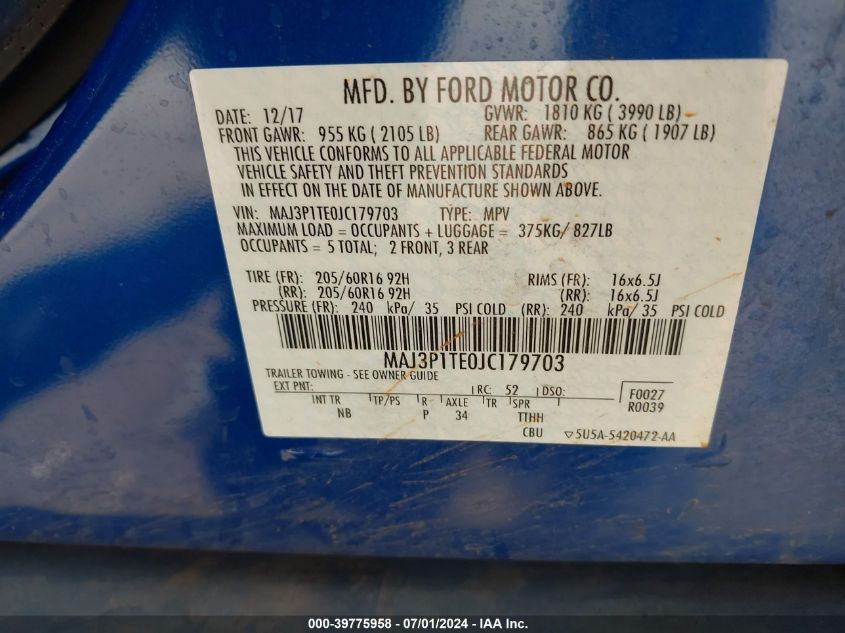 MFD. BY FORD MOTOR CO.
DATE: 12/17 GVWR: 1810 KG ( 3990 LB)
FRONT GAWR: 955 KG ( 2105 LB) REAR GAWR: 865 KG ( 1907 LB)
THIS VEHICLE CONFORMS TO ALL APPLICABLE FEDERAL MOTOR
VEHICLE SAFETY AND THEFT PREVENTION STANDARDS
IN EFFECT ON THE DATE OF MANUFACTURE SHOWN ABOVE.
VIN: MAJ3P1TE0JC179703 TYPE: MPV
MAXIMUM LOAD = OCCUPANTS + LUGGAGE = 375KG/ 827LB
OCCUPANTS = 5 TOTAL; 2 FRONT, 3 REAR
TIRE (FR): 205/60R16 92H RIMS (FR): 16x6.5J
(RR): 205/60R16 92H (RR): 16x6.5J
PRESSURE (FR): 240 kPa/ 35 PSI COLD (RR): 240 kPa/ 35 PSI COLD
MAJ3P1TE0JC179703
TRAILER TOWING - SEE OWNER GUIDE
EXT PNT: RC: 52 DSO: F0027
INT TR TP/PS R AXLE TR SPR R0039
NB P 34 TTHH
CBU 5U5A-5420472-AA
000-39775958 - 07/01/2024 - IAA Inc.